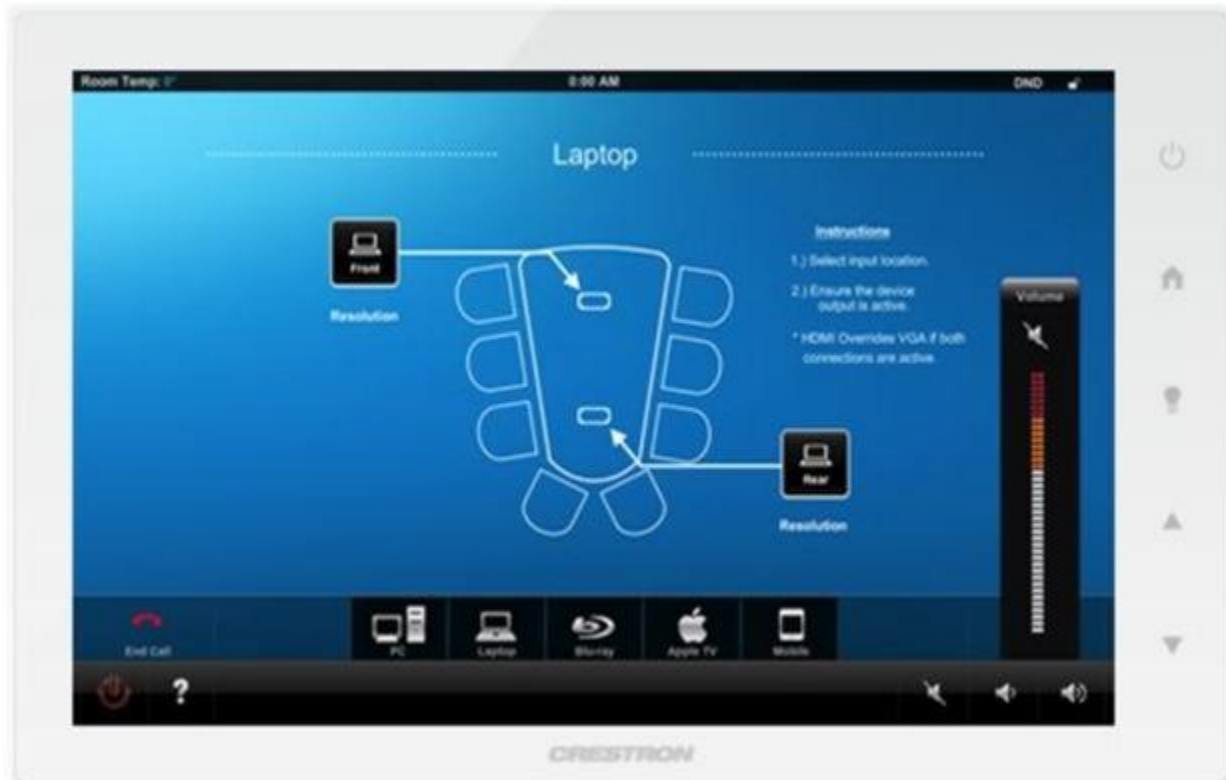 Room Temp: 0°
0:00 AM
DND
Laptop
Front
Resolution
Instructions
1.) Select input location.
2.) Ensure the device
output is active.
* HDMI Overrides VGA if both
connections are active.
Volume
Rear
Resolution
End Call
PC
Laptop
Blu-ray
Apple TV
Mobile
?
CRESTRON